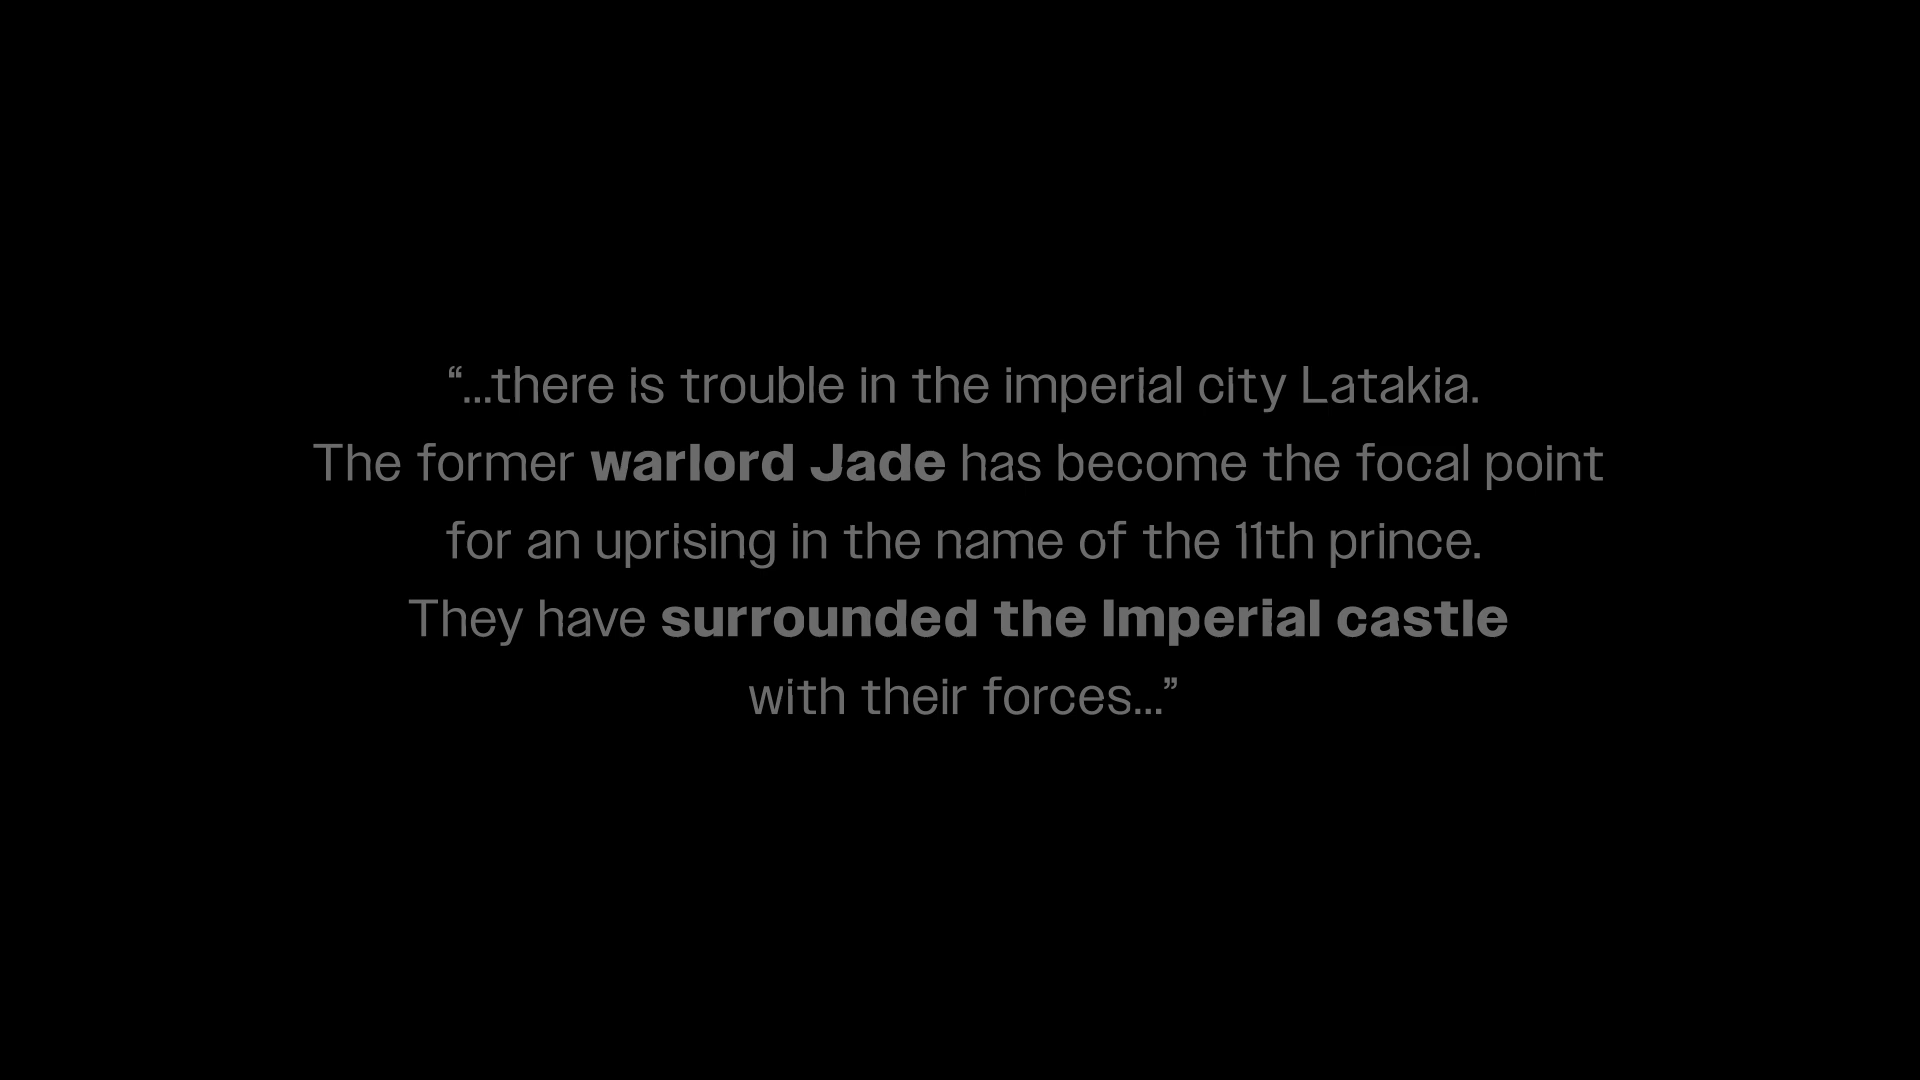 “...there is trouble in the imperial city Latakia.
The former warlord Jade has become the focal point
for an uprising in the name of the 11th prince.
They have surrounded the Imperial castle
with their forces...”